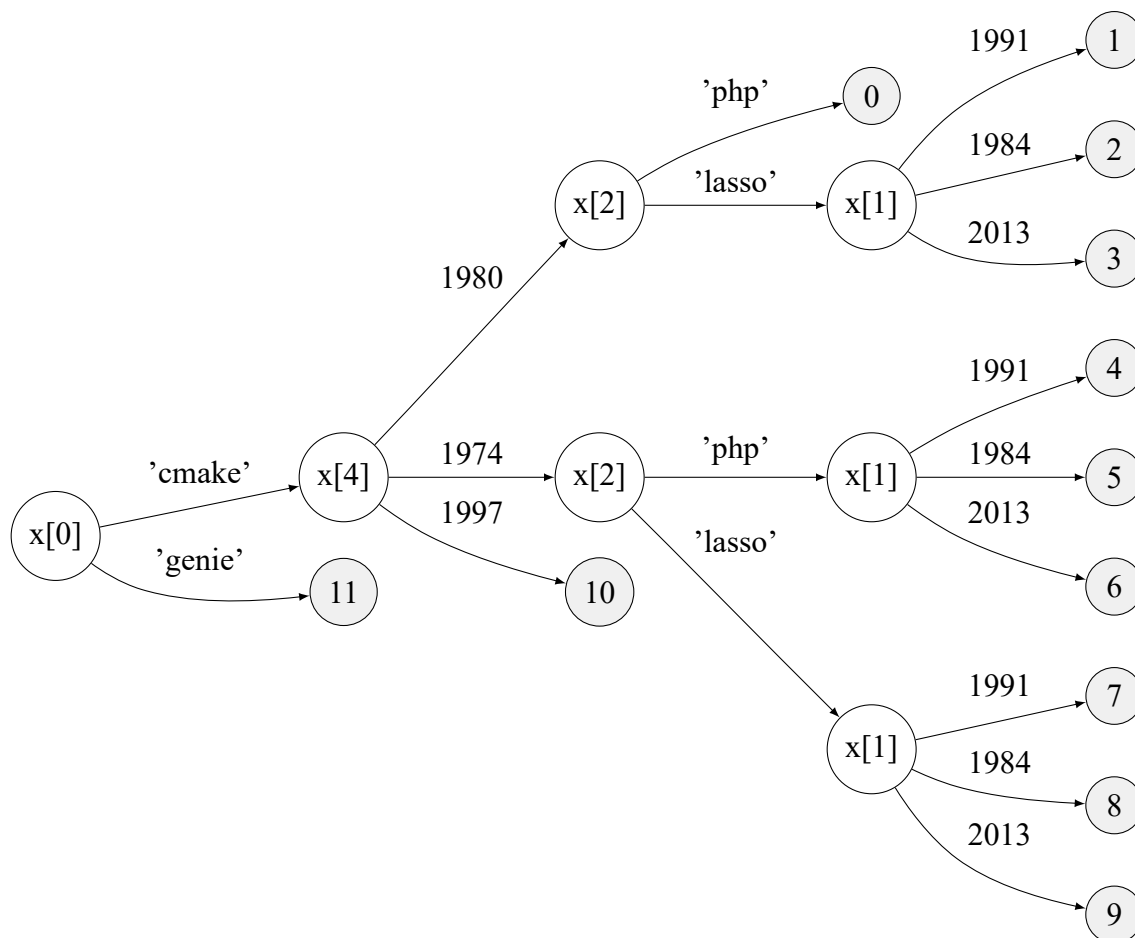 1991
1
’php’
0
1984
2
’lasso’
x[2]
x[1]
2013
3
1980
1991
4
1974
’php’
1984
’cmake’
x[4]
x[2]
x[1]
5
1997
2013
x[0]
’lasso’
’genie’
11
10
6
1991
7
x[1]
1984
8
2013
9